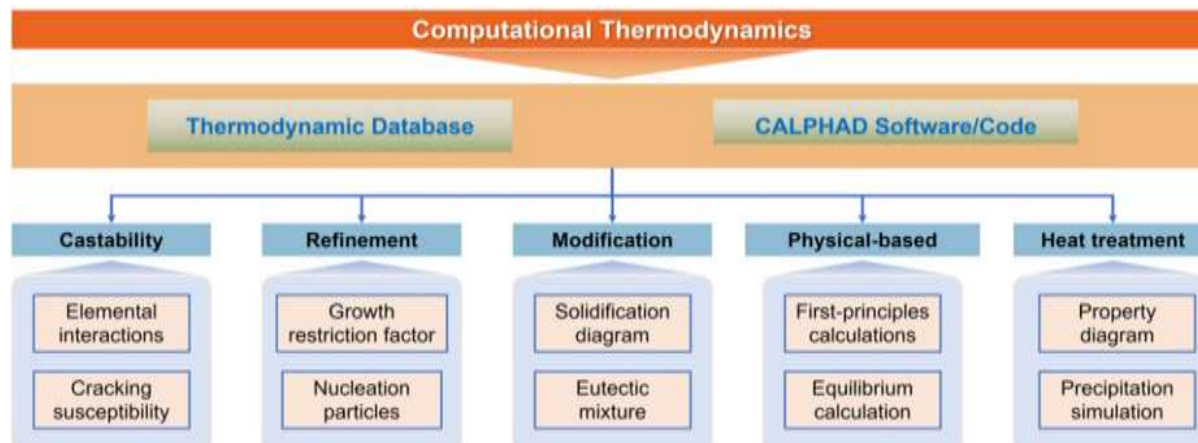 Computational Thermodynamics
Thermodynamic Database
CALPHAD Software/Code
Castability
Refinement
Modification
Physical-based
Heat treatment
Elemental
interactions
Growth
restriction factor
Solidification
diagram
First-principles
calculations
Property
diagram
Cracking
susceptibility
Nucleation
particles
Eutectic
mixture
Equilibrium
calculation
Precipitation
simulation